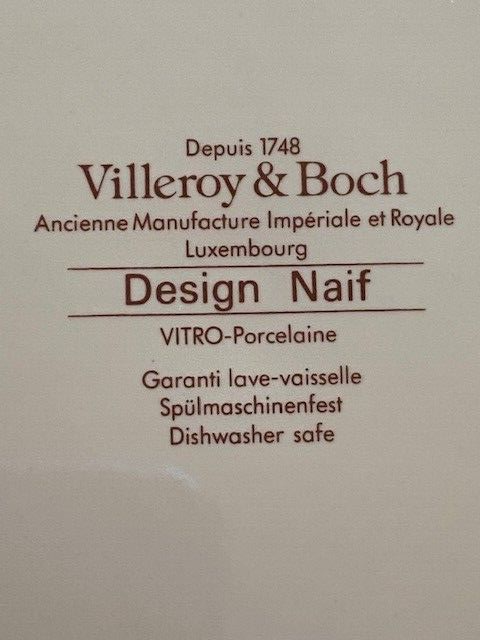 Depuis 1748
Villeroy & Boch
Ancienne Manufacture Impériale et Royale
Luxembourg
Design Naif
VITRO-Porcelaine
Garanti lave-vaisselle
Spülmaschinenfest
Dishwasher safe